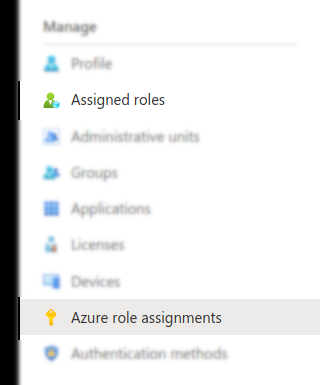 Manage
Profile
Assigned roles
Administrative units
Groups
Applications
Licenses
Devices
Azure role assignments
Authentication methods